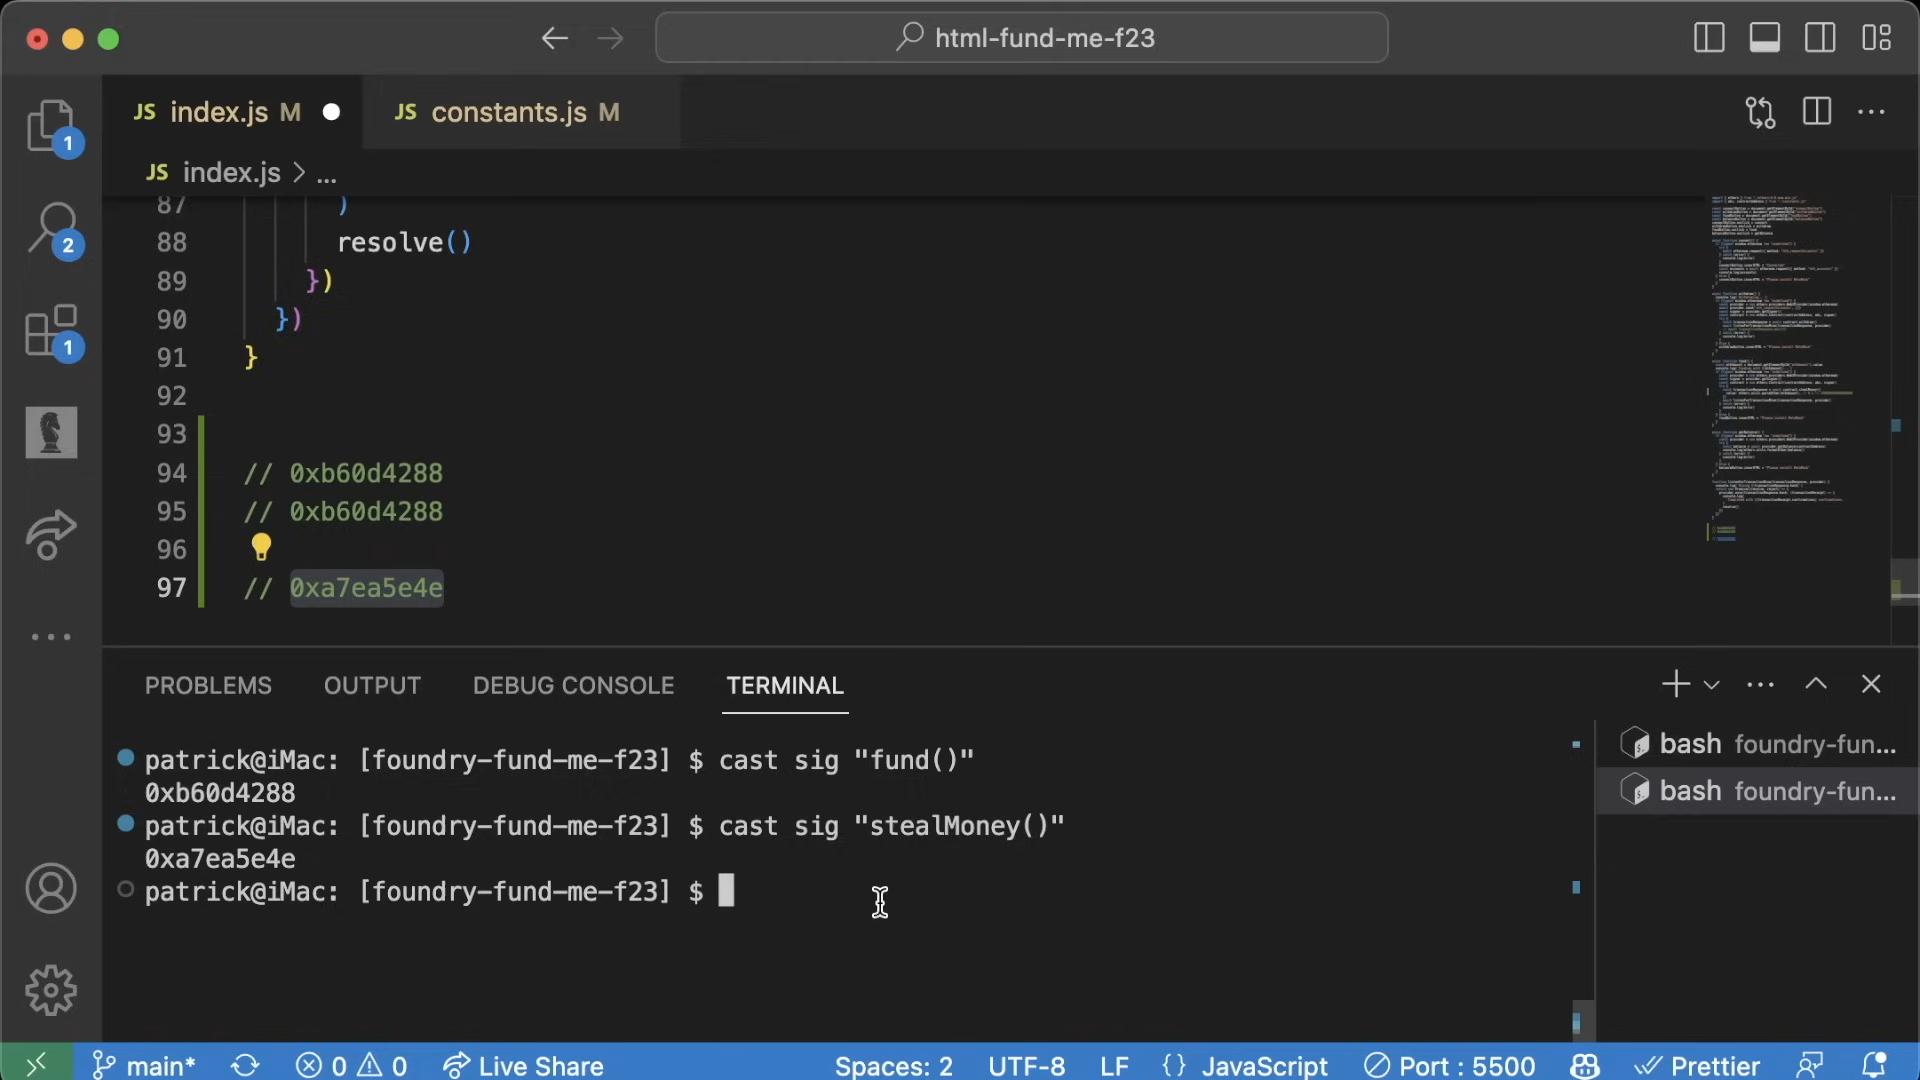 html-fund-me-f23
JS index.js M
JS constants.js M
JS index.js > ...
87 )
88 resolve()
89 })
90 })
91 }
92
93
94 // 0xb60d4288
95 // 0xb60d4288
96
97 // 0xa7ea5e4e
1
2
1
PROBLEMS OUTPUT DEBUG CONSOLE TERMINAL
patrick@iMac: [foundry-fund-me-f23] $ cast sig "fund()"
0xb60d4288
patrick@iMac: [foundry-fund-me-f23] $ cast sig "stealMoney()"
0xa7ea5e4e
patrick@iMac: [foundry-fund-me-f23] $
bash foundry-fun...
bash foundry-fun...
main* 0 0 Live Share Spaces: 2 UTF-8 LF {} JavaScript Port : 5500 Prettier